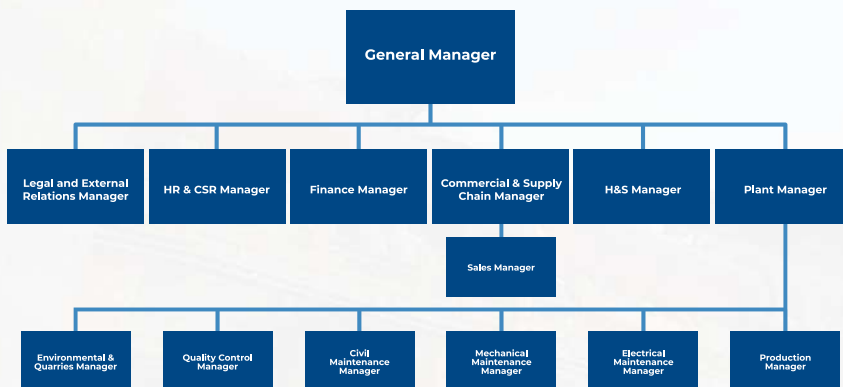 General Manager
Legal and External
Relations Manager
HR & CSR Manager
Finance Manager
Commercial & Supply
Chain Manager
H&S Manager
Plant Manager
Sales Manager
Environmental &
Quarries Manager
Quality Control
Manager
Civil
Maintenance
Manager
Mechanical
Maintenance
Manager
Electrical
Maintenance
Manager
Production
Manager